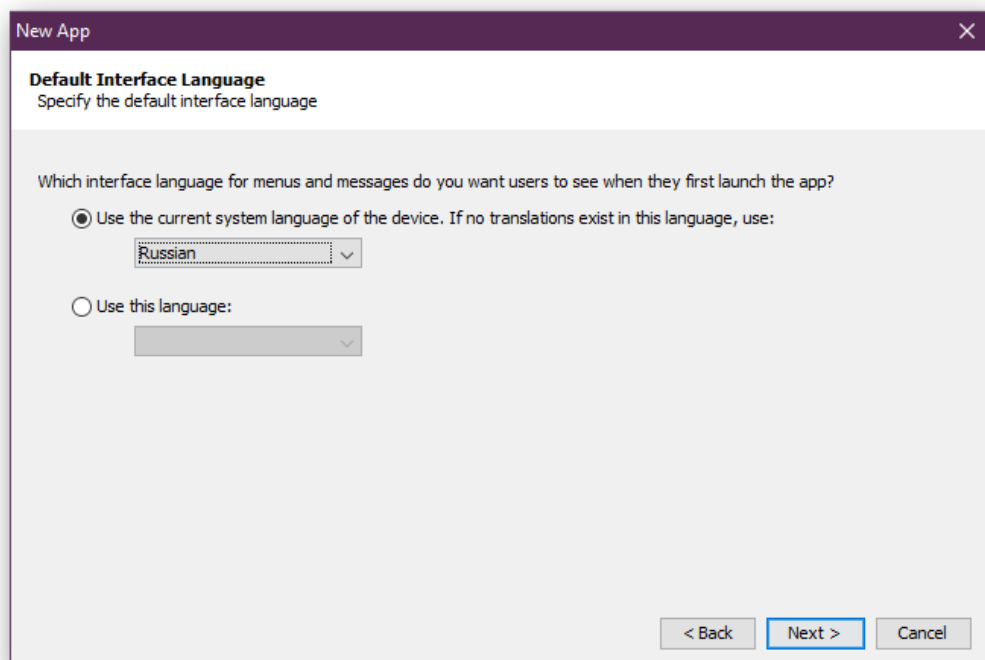 New App
Default Interface Language
Specify the default interface language
Which interface language for menus and messages do you want users to see when they first launch the app?
Use the current system language of the device. If no translations exist in this language, use:
Russian
Use this language:
< Back
Next >
Cancel